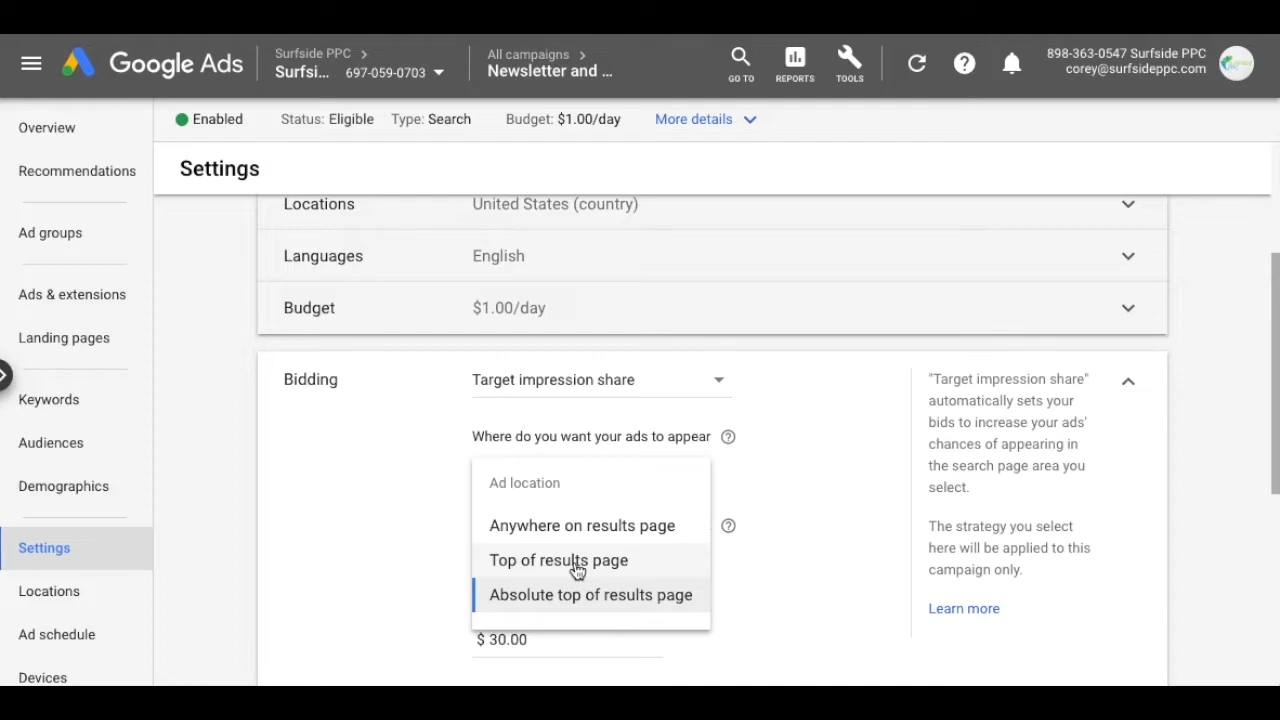 Google Ads
Surfside PPC >
Surfsi... 697-059-0703
All campaigns >
Newsletter and ...
GO TO
REPORTS
TOOLS
898-363-0547 Surfside PPC
corey@surfsideppc.com
Enabled Status: Eligible Type: Search Budget: $1.00/day More details
Overview
Recommendations
Ad groups
Ads & extensions
Landing pages
Keywords
Audiences
Demographics
Settings
Locations
Ad schedule
Devices
Settings
Locations United States (country)
Languages English
Budget $1.00/day
Bidding Target impression share
Where do you want your ads to appear ?
Ad location
Anywhere on results page
Top of results page
Absolute top of results page
$ 30.00
"Target impression share"
automatically sets your
bids to increase your ads'
chances of appearing in
the search page area you
select.
The strategy you select
here will be applied to this
campaign only.
Learn more